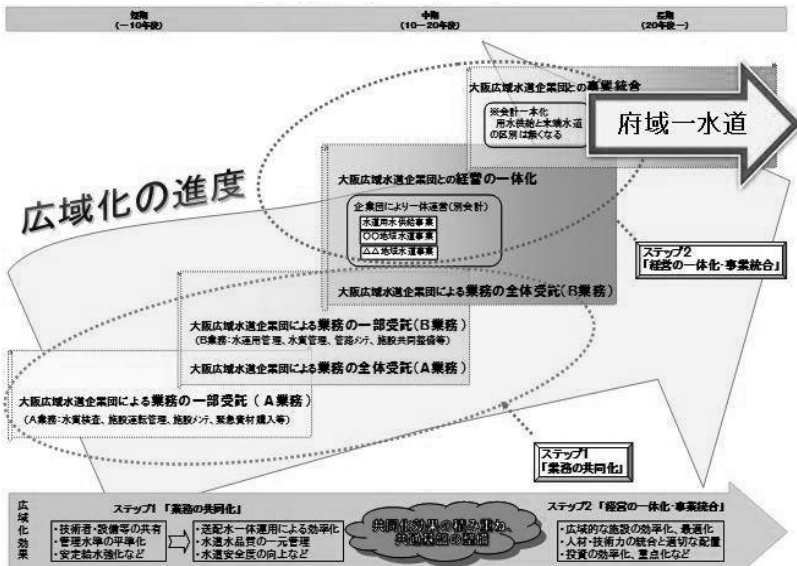 短期
(－10年後)
中期
(10－20年後)
長期
(20年後－)
大阪広域水道企業団との事業統合
※会計一本化
用水供給と末端水道
の区別は無くなる
府域一水道
広域化の進度
大阪広域水道企業団との経営の一体化
企業団により一体運営(別会計)
水道用水供給事業
○○地域水道事業
△△地域水道事業
ステップ2
「経営の一体化・事業統合」
大阪広域水道企業団による業務の全体受託(B業務)
大阪広域水道企業団による業務の一部受託(B業務)
(B業務:水運用管理、水質管理、管路メンテ、施設共同整備等)
大阪広域水道企業団による業務の全体受託(A業務)
大阪広域水道企業団による業務の一部受託(A業務)
(A業務:水質検査、施設運転管理、施設メンテ、緊急資材購入等)
ステップ1
「業務の共同化」
広域化効果
ステップ1「業務の共同化」
・技術者・設備等の共有
・管理水準の平準化
・安定給水強化など
・送配水一体運用による効率化
・水道水品質の一元管理
・水道安全度の向上など
共同化効果の積み重ね、
共通基盤の整備
ステップ2「経営の一体化・事業統合」
・広域的な施設の効率化、最適化
・人材・技術力の統合と適切な配置
・投資の効率化、重点化など